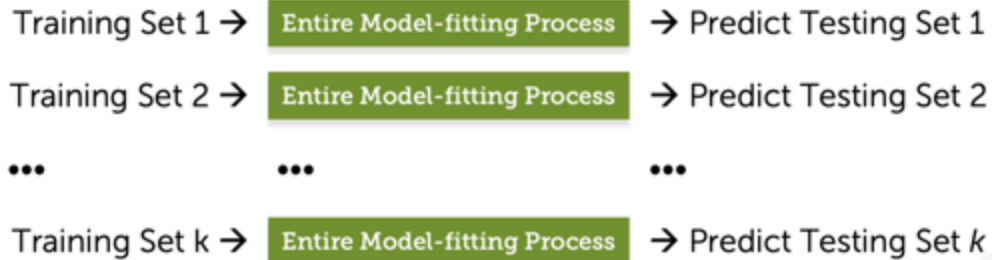 Training Set 1 → Entire Model-fitting Process → Predict Testing Set 1
Training Set 2 → Entire Model-fitting Process → Predict Testing Set 2
••• ••• •••
Training Set k → Entire Model-fitting Process → Predict Testing Set k